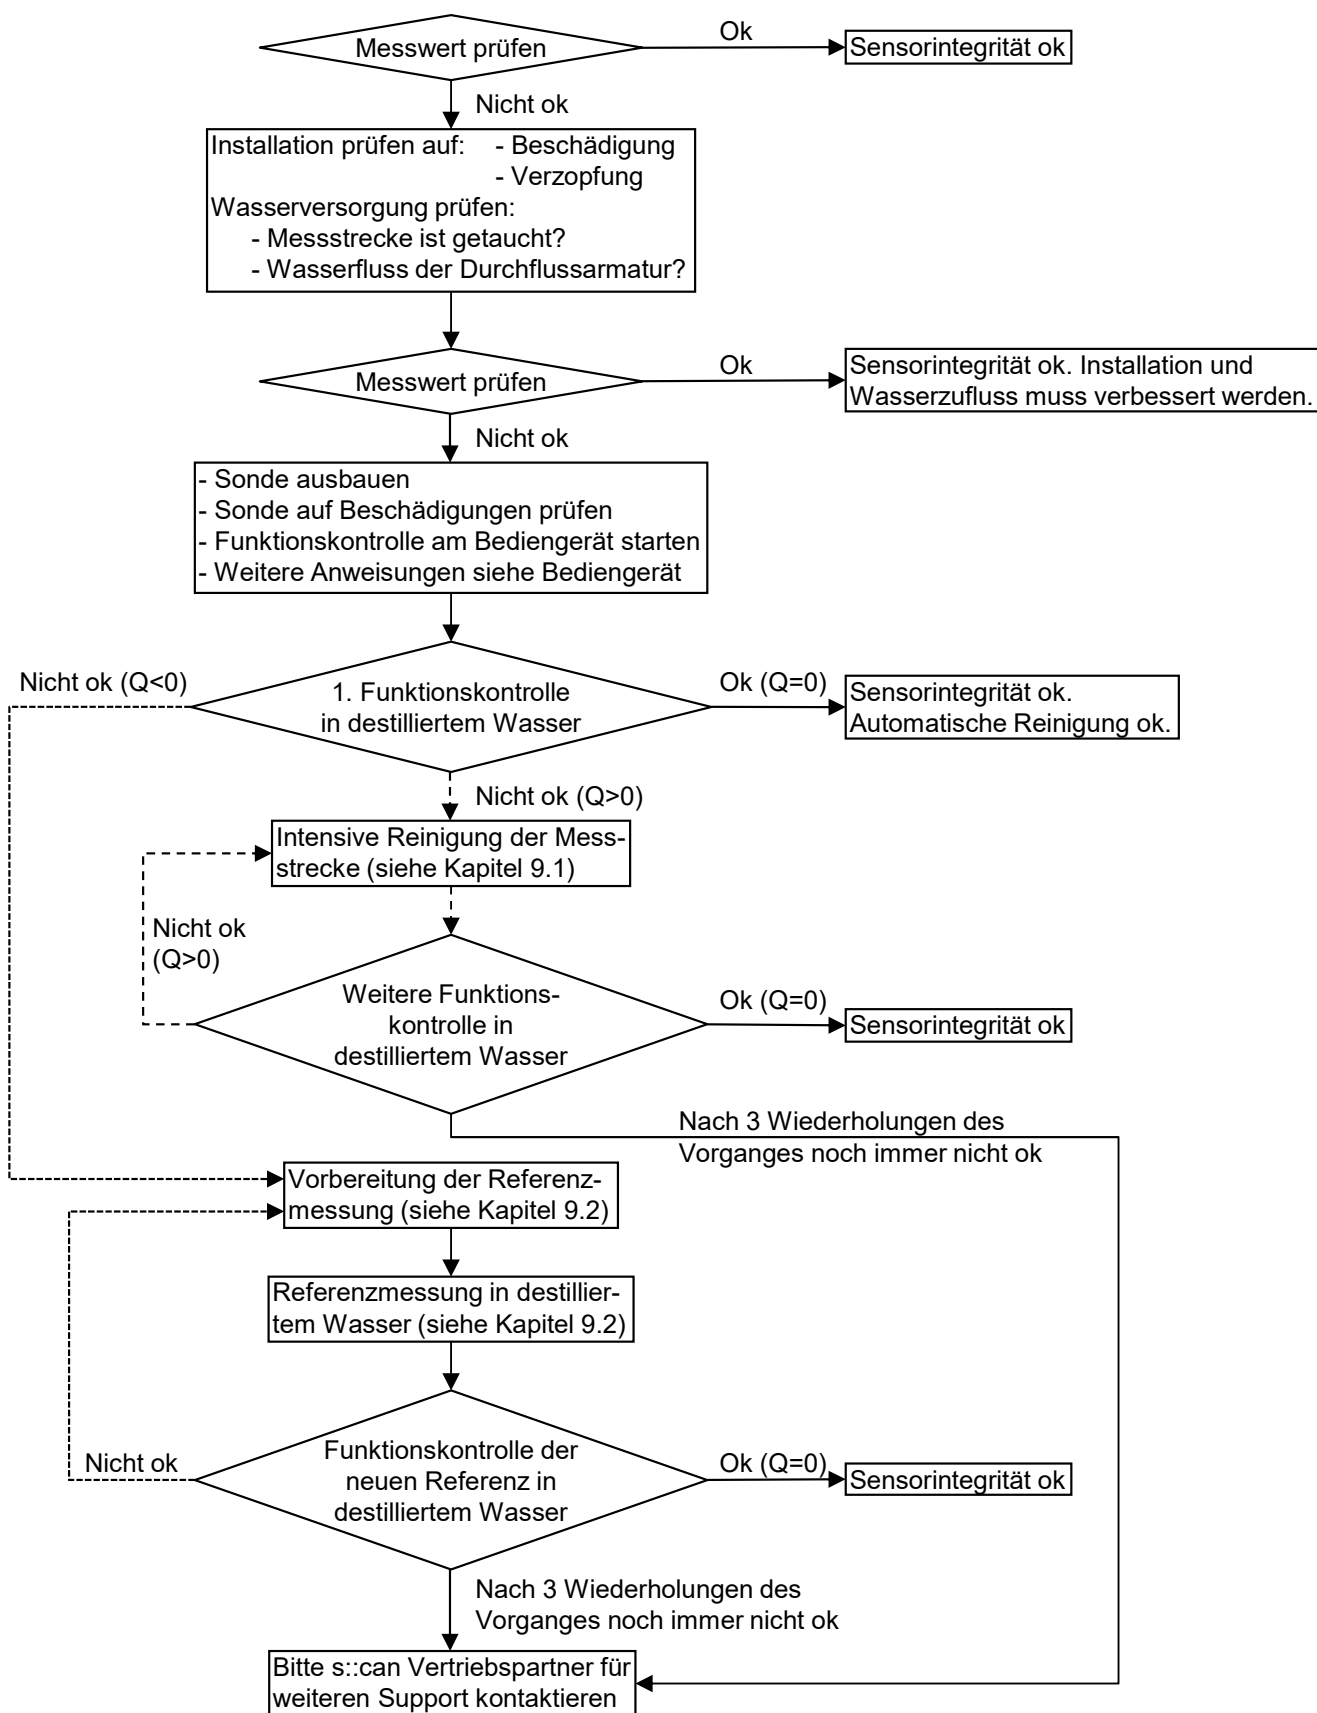 Messwert prüfen
Ok
Sensorintegrität ok
Nicht ok
Installation prüfen auf: - Beschädigung
- Verzopfung
Wasserversorgung prüfen:
- Messstrecke ist getaucht?
- Wasserfluss der Durchflussarmatur?
Messwert prüfen
Ok
Sensorintegrität ok. Installation und
Wasserzufluss muss verbessert werden.
Nicht ok
- Sonde ausbauen
- Sonde auf Beschädigungen prüfen
- Funktionskontrolle am Bediengerät starten
- Weitere Anweisungen siehe Bediengerät
Nicht ok (Q<0)
1. Funktionskontrolle
in destilliertem Wasser
Ok (Q=0)
Sensorintegrität ok.
Automatische Reinigung ok.
Nicht ok (Q>0)
Intensive Reinigung der Mess-
strecke (siehe Kapitel 9.1)
Nicht ok
(Q>0)
Weitere Funktions-
kontrolle in
destilliertem Wasser
Ok (Q=0)
Sensorintegrität ok
Nach 3 Wiederholungen des
Vorganges noch immer nicht ok
Vorbereitung der Referenz-
messung (siehe Kapitel 9.2)
Referenzmessung in destillier-
tem Wasser (siehe Kapitel 9.2)
Nicht ok
Funktionskontrolle der
neuen Referenz in
destilliertem Wasser
Ok (Q=0)
Sensorintegrität ok
Nach 3 Wiederholungen des
Vorganges noch immer nicht ok
Bitte s::can Vertriebspartner für
weiteren Support kontaktieren